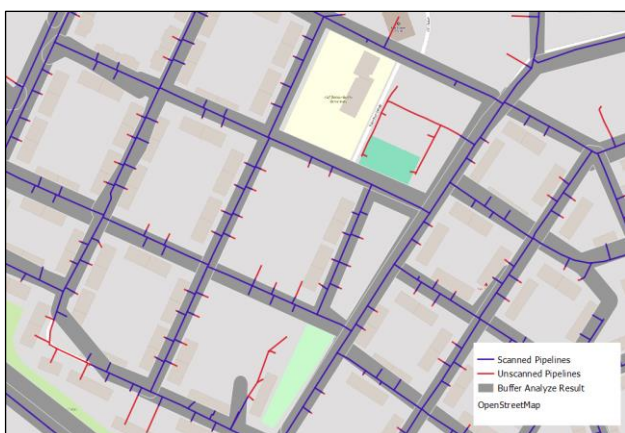 Scanned Pipelines
Unscanned Pipelines
Buffer Analyze Result
OpenStreetMap